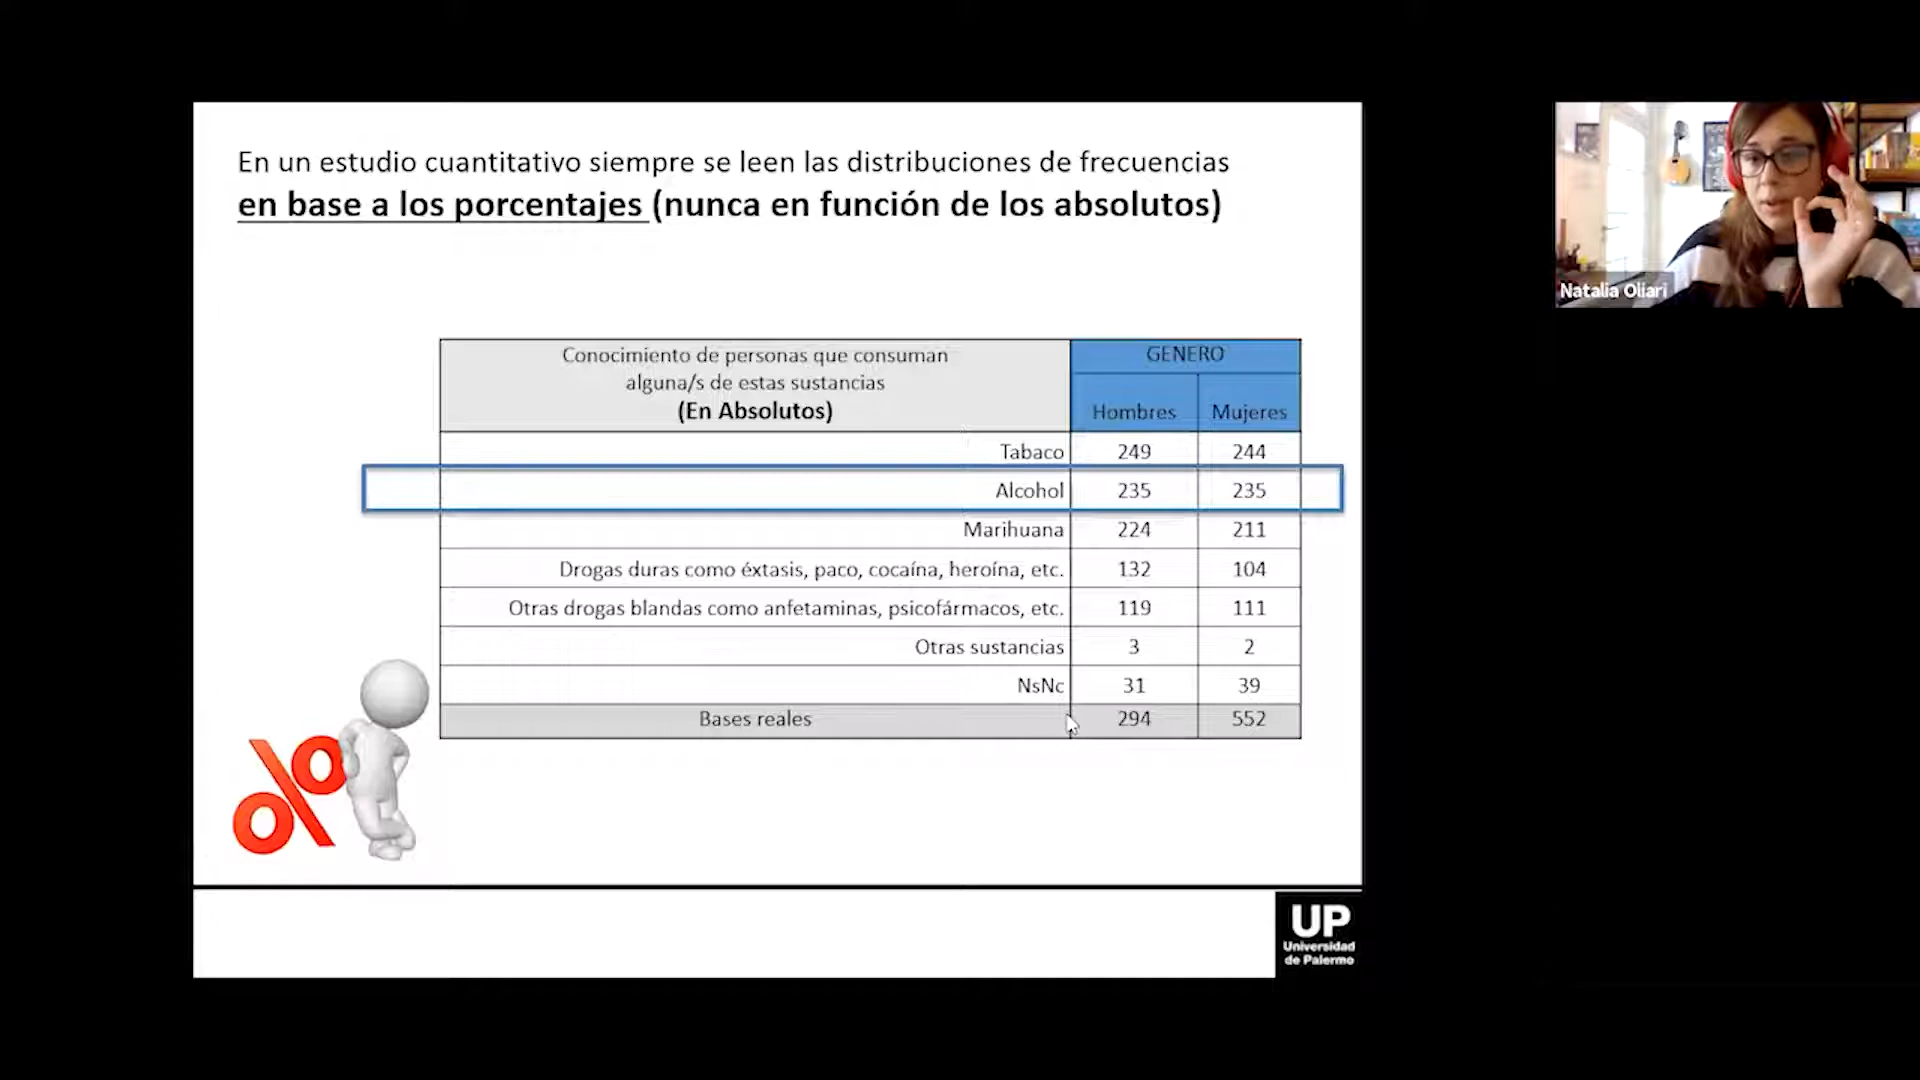 En un estudio cuantitativo siempre se leen las distribuciones de frecuencias
en base a los porcentajes (nunca en función de los absolutos)
Natalia Oliari
Conocimiento de personas que consuman
alguna/s de estas sustancias
(En Absolutos)
GENERO
Hombres Mujeres
Tabaco 249 244
Alcohol 235 235
Marihuana 224 211
Drogas duras como éxtasis, paco, cocaína, heroína, etc. 132 104
Otras drogas blandas como anfetaminas, psicofármacos, etc. 119 111
Otras sustancias 3 2
NsNc 31 39
Bases reales 294 552
%
UP
Universidad
de Palermo